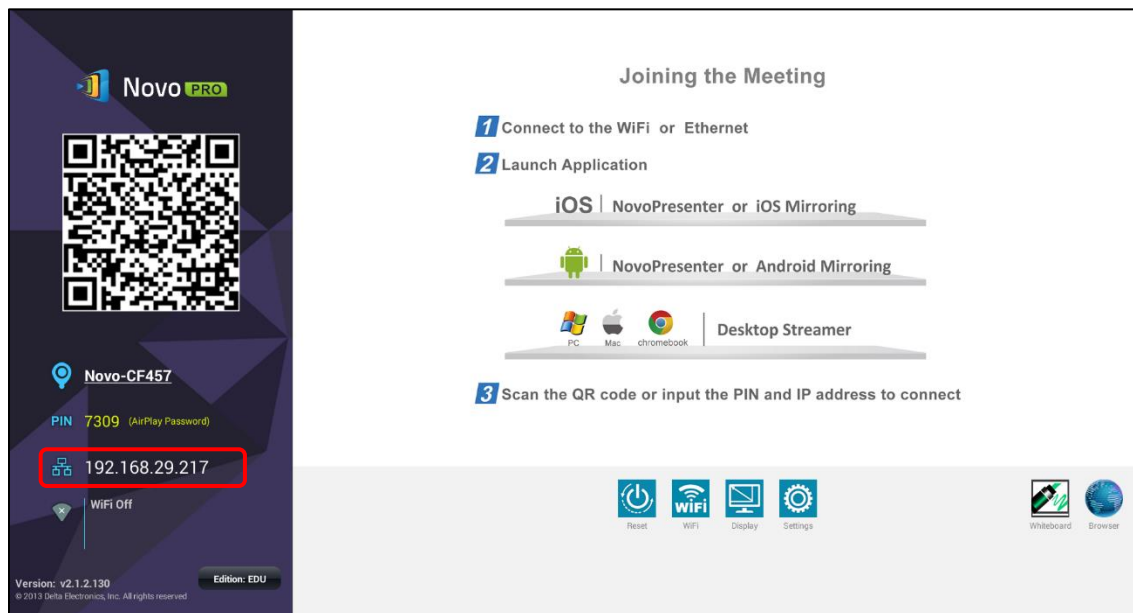 Novo PRO
Novo-CF457
PIN 7309 (AirPlay Password)
192.168.29.217
WiFi Off
Version: v2.1.2.130
© 2013 Delta Electronics, Inc. All rights reserved
Edition: EDU
Joining the Meeting
1 Connect to the WiFi or Ethernet
2 Launch Application
iOS | NovoPresenter or iOS Mirroring
NovoPresenter or Android Mirroring
PC Mac chromebook Desktop Streamer
3 Scan the QR code or input the PIN and IP address to connect
WiFi
Reset WiFi Display Settings
Whiteboard Browser